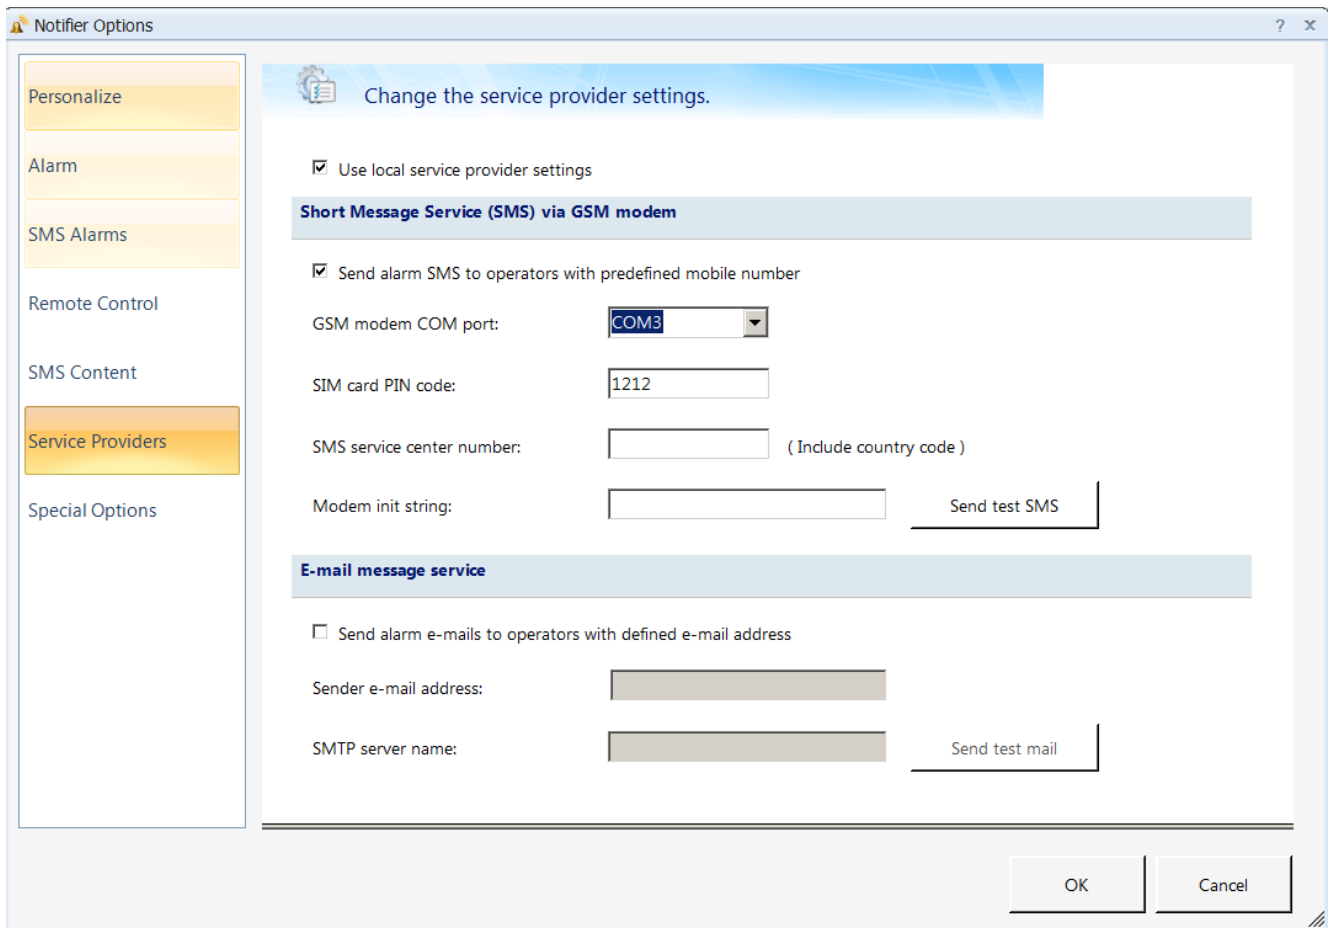 Notifier Options
? x
Personalize
Alarm
SMS Alarms
Remote Control
SMS Content
Service Providers
Special Options
Change the service provider settings.
Use local service provider settings
Short Message Service (SMS) via GSM modem
Send alarm SMS to operators with predefined mobile number
GSM modem COM port: COM3
SIM card PIN code: 1212
SMS service center number: ( Include country code )
Modem init string: Send test SMS
E-mail message service
Send alarm e-mails to operators with defined e-mail address
Sender e-mail address:
SMTP server name: Send test mail
OK Cancel